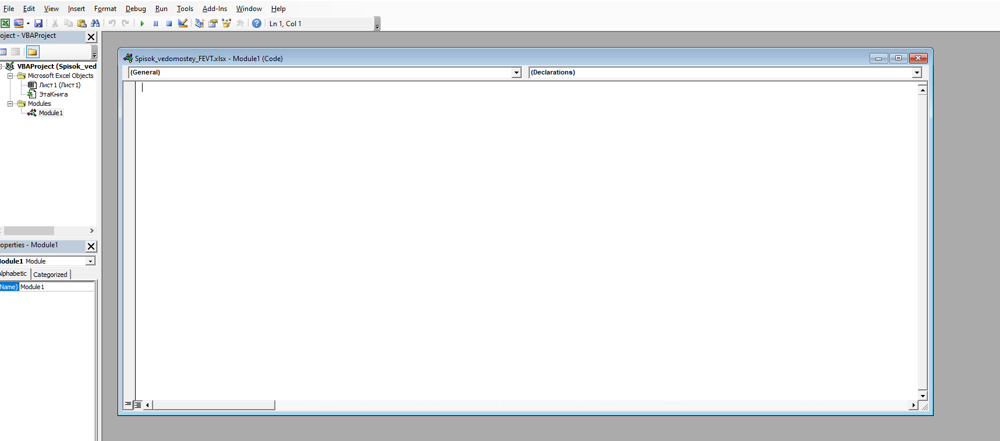 File Edit View Insert Format Debug Run Tools Add-Ins Window Help
Ln 1, Col 1
oject - VBAProject
VBAProject (Spisok_ved
Microsoft Excel Objects
Лист1 (Лист1)
ЭтаКнига
Modules
Module1
operties - Module1
Module1 Module
Alphabetic Categorized
(Name) Module1
Spisok_vedomostey_FEVT.xlsx - Module1 (Code)
(General) (Declarations)